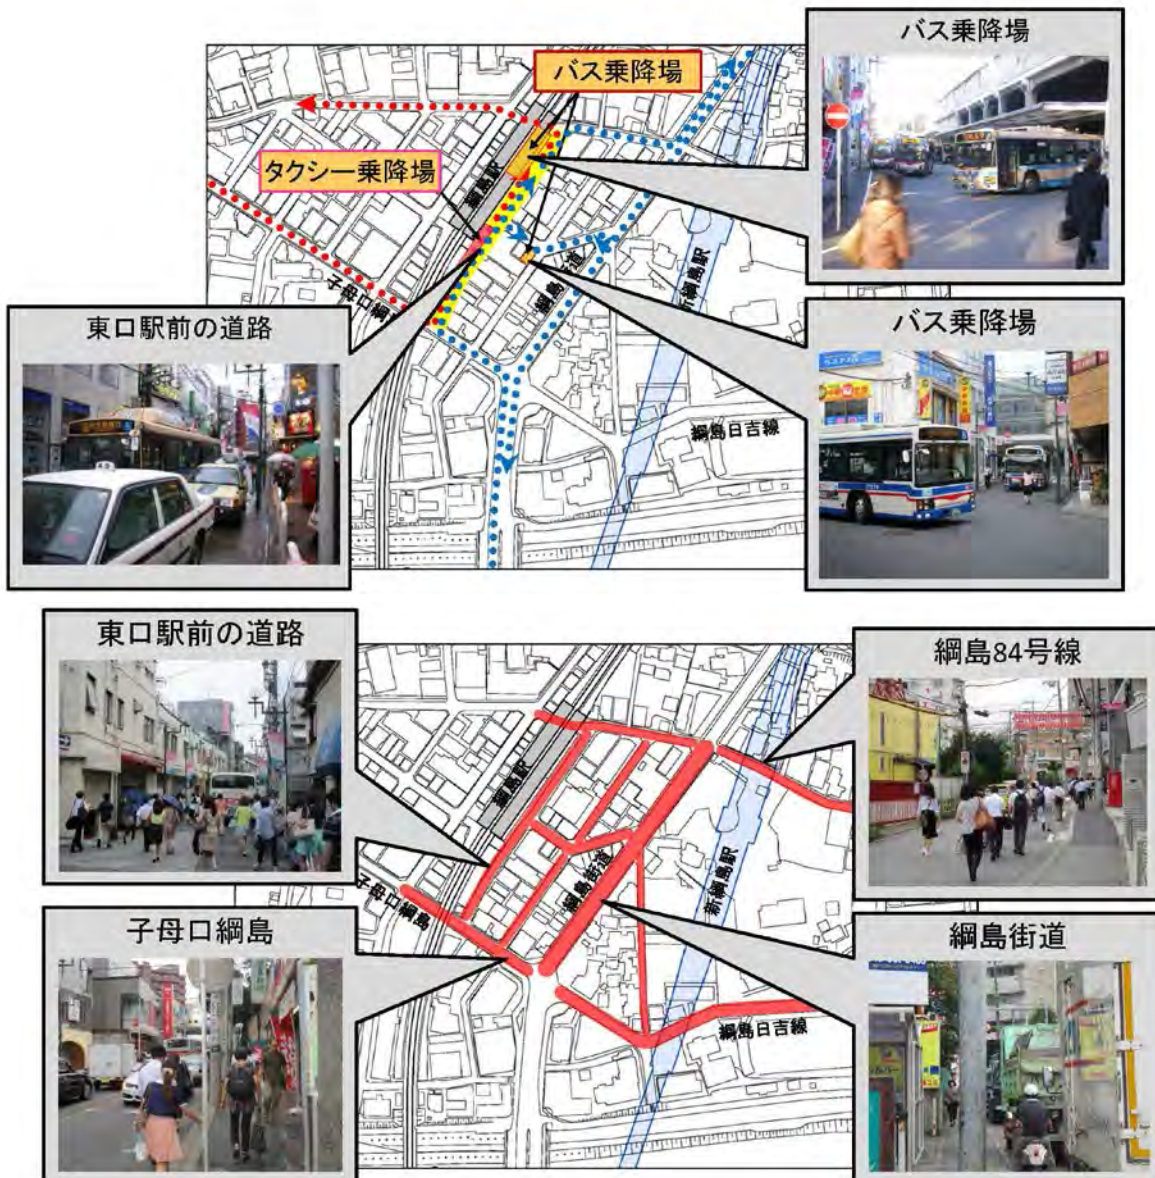 バス乗降場
バス乗降場
タクシー乗降場
綱島駅
子母口綱
綱島街道
新綱島駅
綱島日吉線
東口駅前の道路
バス乗降場
東口駅前の道路
綱島84号線
綱島駅
子母口綱島
綱島街道
新綱島駅
綱島日吉線
子母口綱島
綱島街道